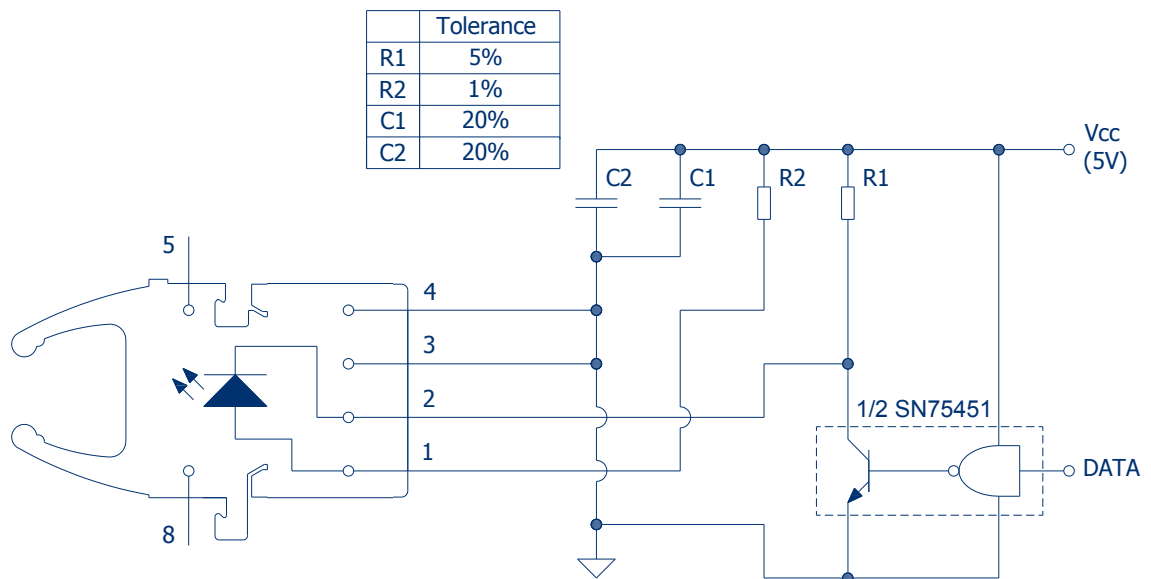 Tolerance
R1 5%
R2 1%
C1 20%
C2 20%
Vcc
(5V)
C2 C1 R2 R1
5
4
3
2
1
8
1/2 SN75451
DATA